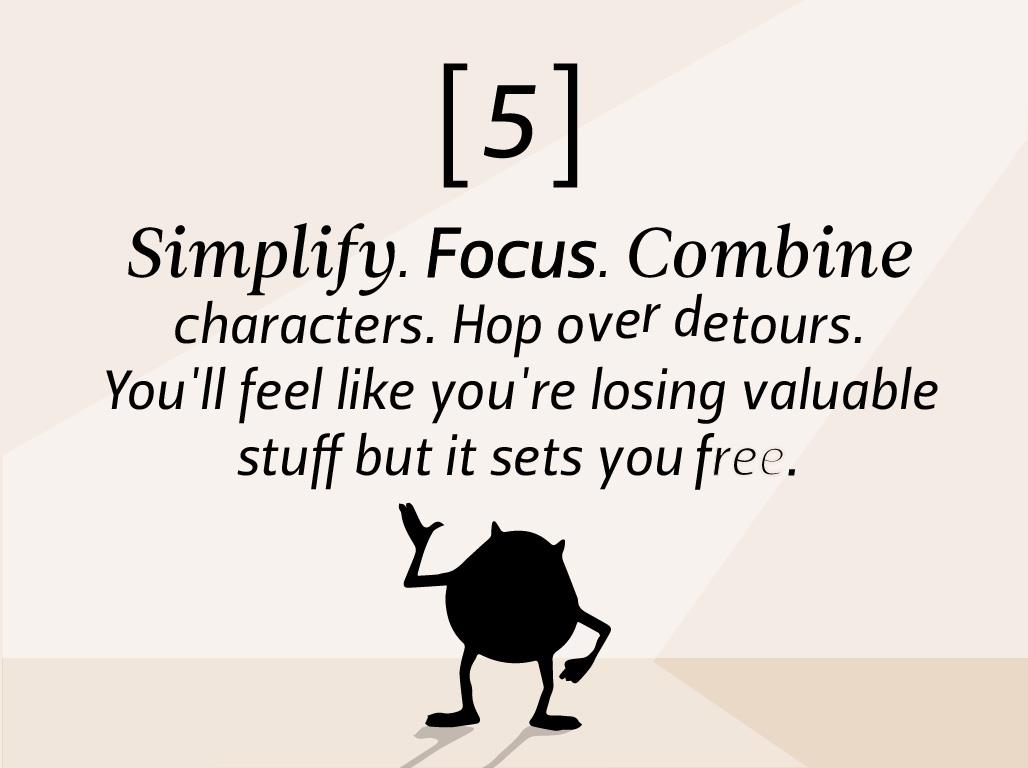 [5]
Simplify. Focus. Combine
characters. Hop over detours.
You'll feel like you're losing valuable
stuff but it sets you free.